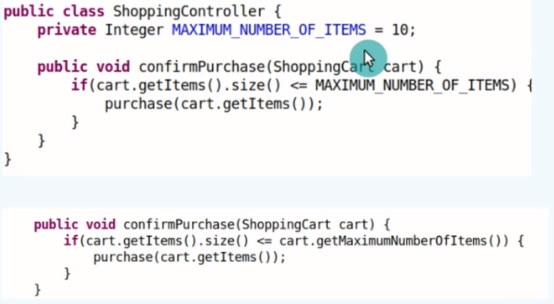 public class ShoppingController {
private Integer MAXIMUM_NUMBER_OF_ITEMS = 10;
public void confirmPurchase(ShoppingCart cart) {
if(cart.getItems().size() <= MAXIMUM_NUMBER_OF_ITEMS) {
purchase(cart.getItems());
}
}
}
public void confirmPurchase(ShoppingCart cart) {
if(cart.getItems().size() <= cart.getMaximumNumberOfItems()) {
purchase(cart.getItems());
}
}